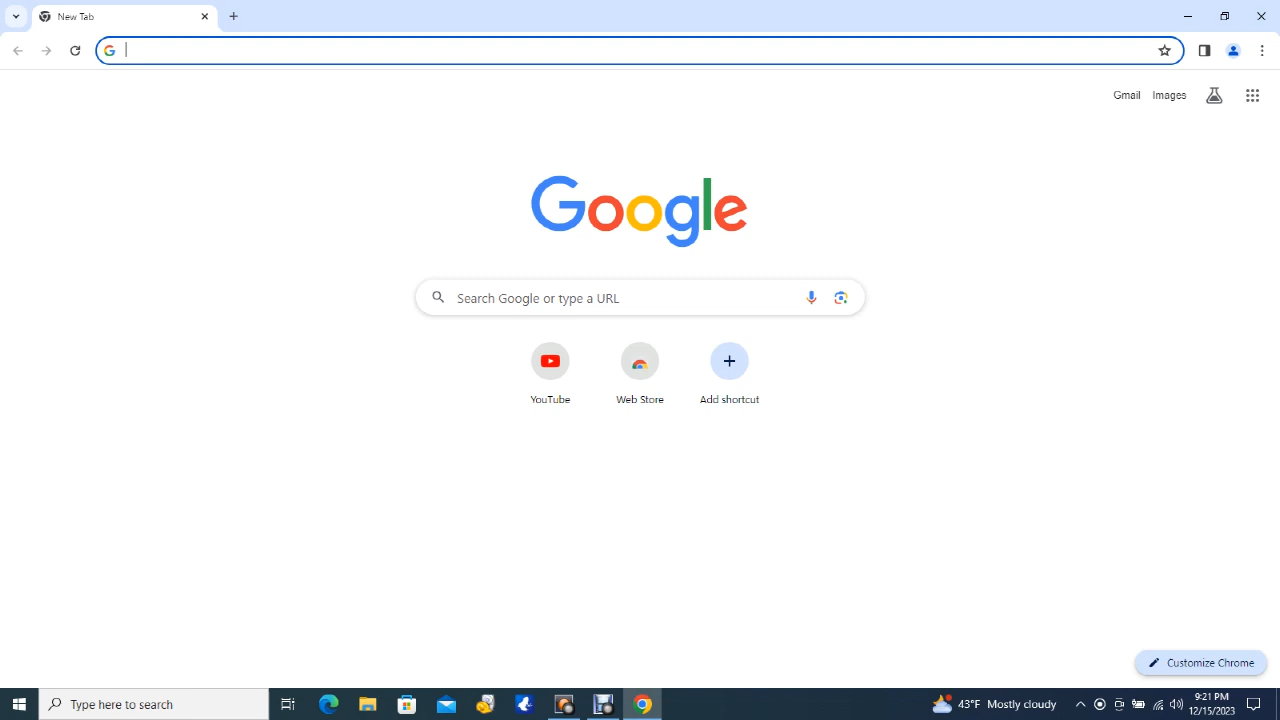 New Tab
Gmail Images
Google
Search Google or type a URL
YouTube Web Store Add shortcut
Customize Chrome
Type here to search
43°F Mostly cloudy
9:21 PM
12/15/2023